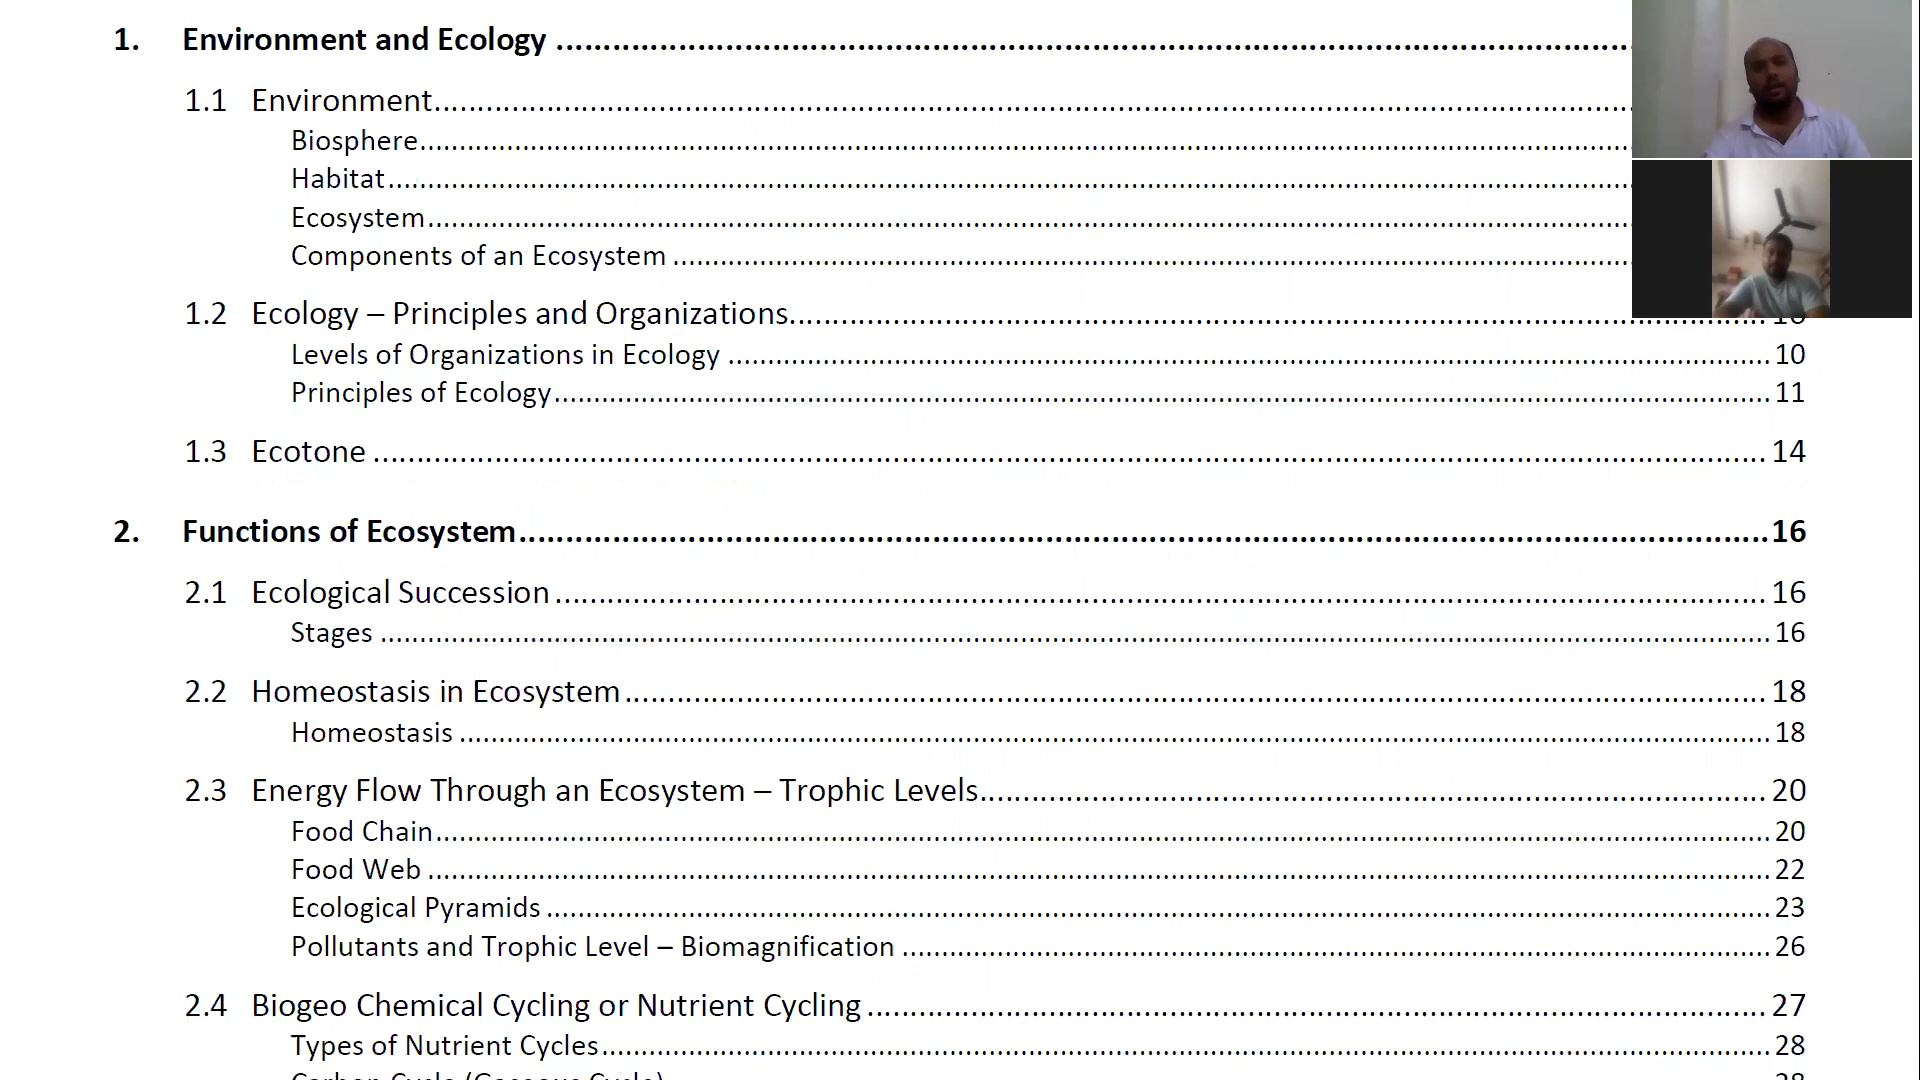 1. Environment and Ecology
1.1 Environment
Biosphere
Habitat
Ecosystem
Components of an Ecosystem
1.2 Ecology – Principles and Organizations
Levels of Organizations in Ecology 10
Principles of Ecology 11
1.3 Ecotone 14
2. Functions of Ecosystem 16
2.1 Ecological Succession 16
Stages 16
2.2 Homeostasis in Ecosystem 18
Homeostasis 18
2.3 Energy Flow Through an Ecosystem – Trophic Levels 20
Food Chain 20
Food Web 22
Ecological Pyramids 23
Pollutants and Trophic Level – Biomagnification 26
2.4 Biogeo Chemical Cycling or Nutrient Cycling 27
Types of Nutrient Cycles 28